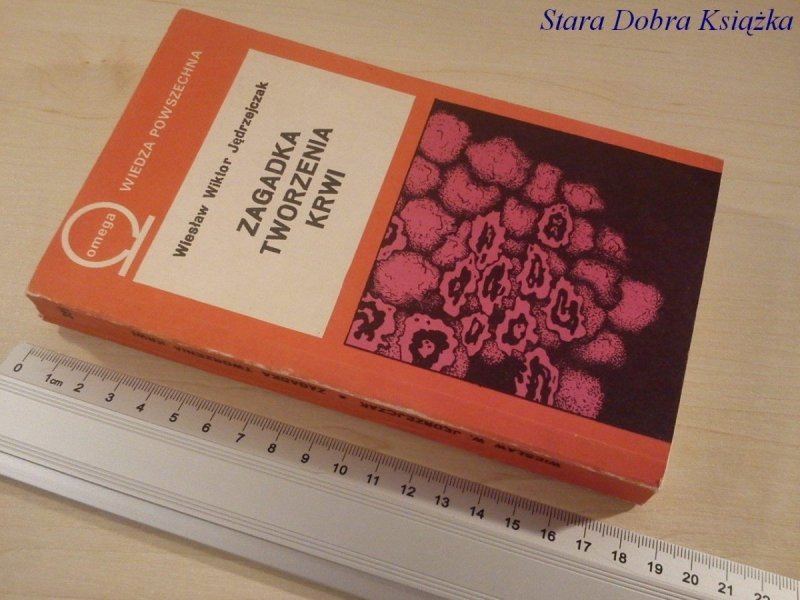 Stara Dobra Książka
WIEDZA POWSZECHNA
omega
Wiesław Wiktor Jędrzejczak
ZAGADKA
TWORZENIA
KRWI
WIESŁAW W. JĘDRZEJCZAK • ZAGADKA TWORZENIA KRWI
0 1cm 2 3 4 5 6 7 8 9 10 11 12 13 14 15 16 17 18 19 20 21 22